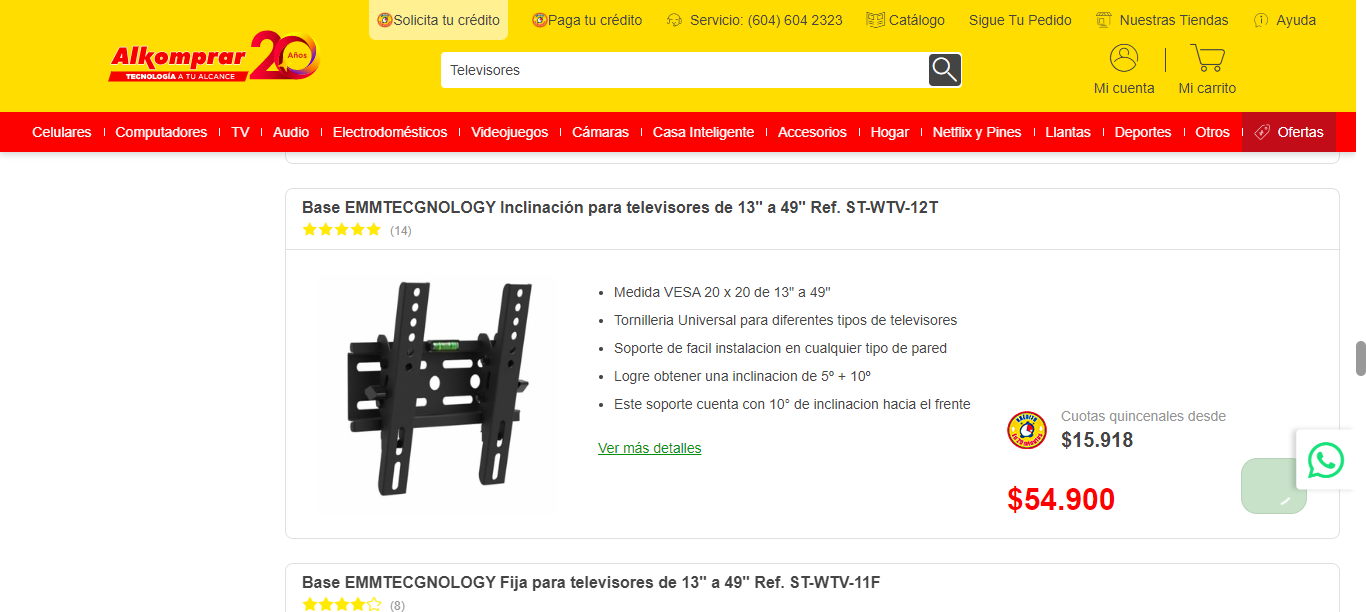 Solicita tu crédito
Paga tu crédito
Servicio: (604) 604 2323
Catálogo
Sigue Tu Pedido
Nuestras Tiendas
Ayuda
Alkomprar 20 Años
TECNOLOGÍA A TU ALCANCE
Televisores
Mi cuenta
Mi carrito
Celulares
Computadores
TV
Audio
Electrodomésticos
Videojuegos
Cámaras
Casa Inteligente
Accesorios
Hogar
Netflix y Pines
Llantas
Deportes
Otros
Ofertas
Base EMMTECGNOLOGY Inclinación para televisores de 13" a 49" Ref. ST-WTV-12T
(14)
Medida VESA 20 x 20 de 13" a 49"
Tornilleria Universal para diferentes tipos de televisores
Soporte de facil instalacion en cualquier tipo de pared
Logre obtener una inclinacion de 5º + 10º
Este soporte cuenta con 10° de inclinacion hacia el frente
Ver más detalles
Cuotas quincenales desde
$15.918
$54.900
Base EMMTECGNOLOGY Fija para televisores de 13" a 49" Ref. ST-WTV-11F
(8)